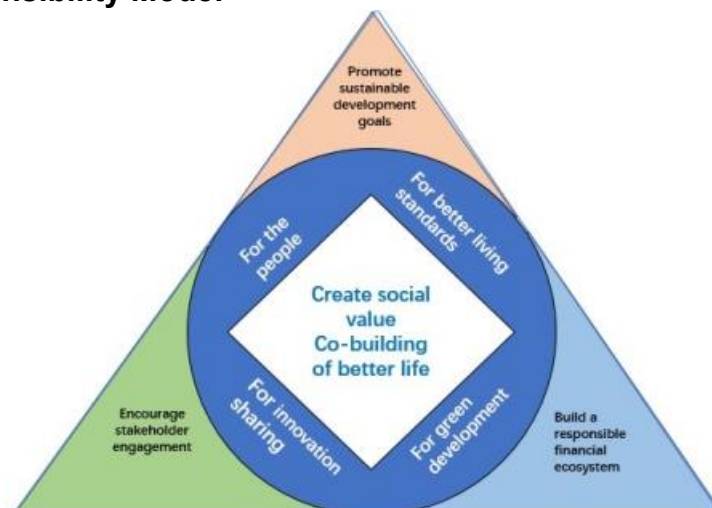 Model
Promote
sustainable
development
goals
For the
people
For better living
standards
Create social
value
Co-building
of better life
For innovation
sharing
For green
development
Encourage
stakeholder
engagement
Build a
responsible
financial
ecosystem